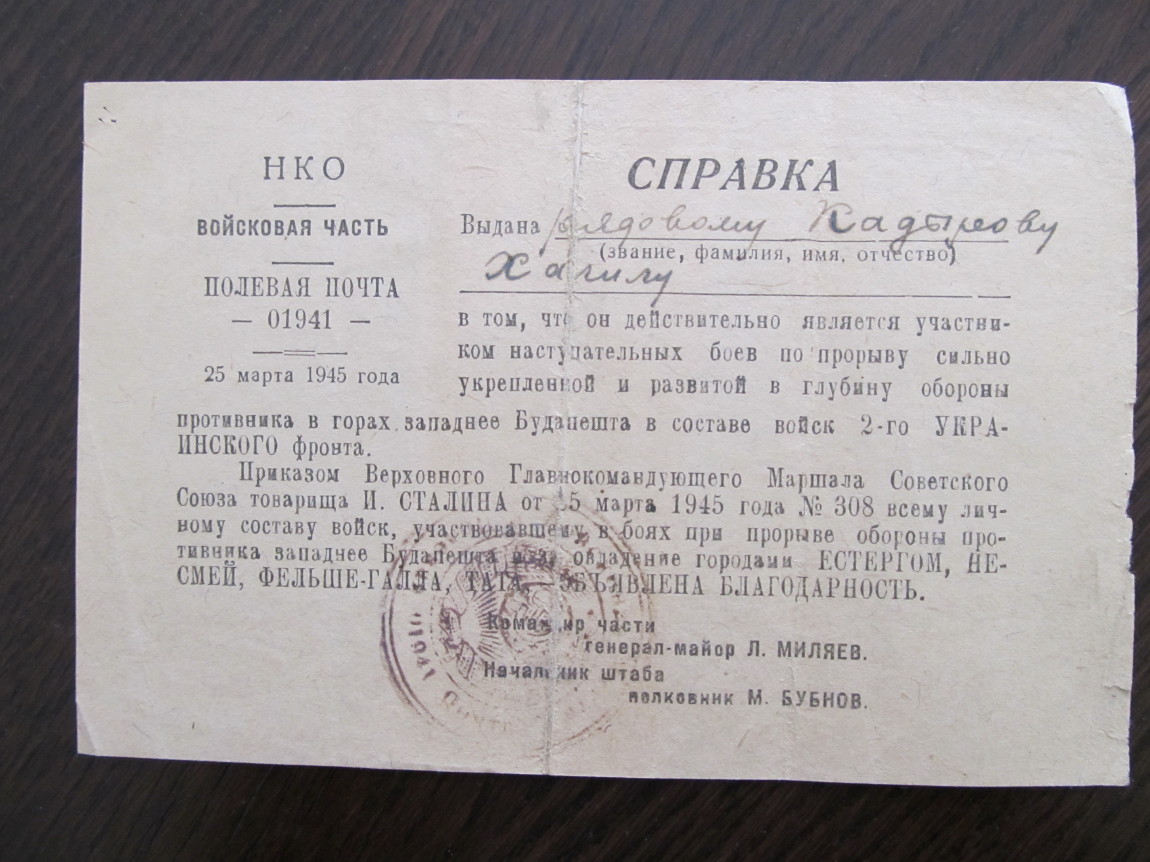 НКО
ВОЙСКОВАЯ ЧАСТЬ
ПОЛЕВАЯ ПОЧТА
— 01941 —
25 марта 1945 года
СПРАВКА
Выдана рядовому Кадырову
(звание, фамилия, имя, отчество)
в том, что он действительно является участни-
ком наступательных боев по прорыву сильно
укрепленной и развитой в глубину обороны
противника в горах западнее Будапешта в составе войск 2-го УКРА-
ИНСКОГО фронта.
Приказом Верховного Главнокомандующего Маршала Советского
Союза товарища И. СТАЛИНА от 25 марта 1945 года № 308 всему лич-
ному составу войск, участвовавшему в боях при прорыве обороны про-
тивника западнее Будапешта и за овладение городами ЕСТЕРГОМ, НЕ-
СМЕЙ, ФЕЛЬШЕ-ГАЛЛА, ТАТА, ОБЪЯВЛЕНА БЛАГОДАРНОСТЬ.
Командир части
генерал-майор Л. МИЛЯЕВ.
Начальник штаба
полковник М. БУБНОВ.